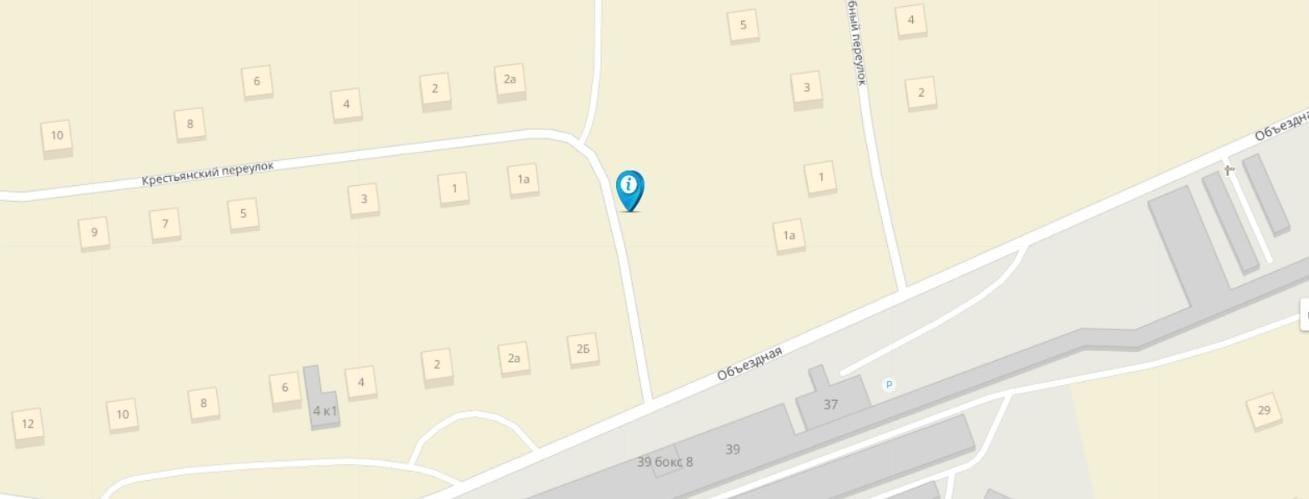 5
бный переулок
4
6
4
2
2а
3
2
10
8
Объездна
Крестьянский переулок
3
1
1а
1
9
7
5
1а
Объездная
2Б
2а
2
4
6
8
10
12
4 к1
P
37
29
39
39 бокс 8